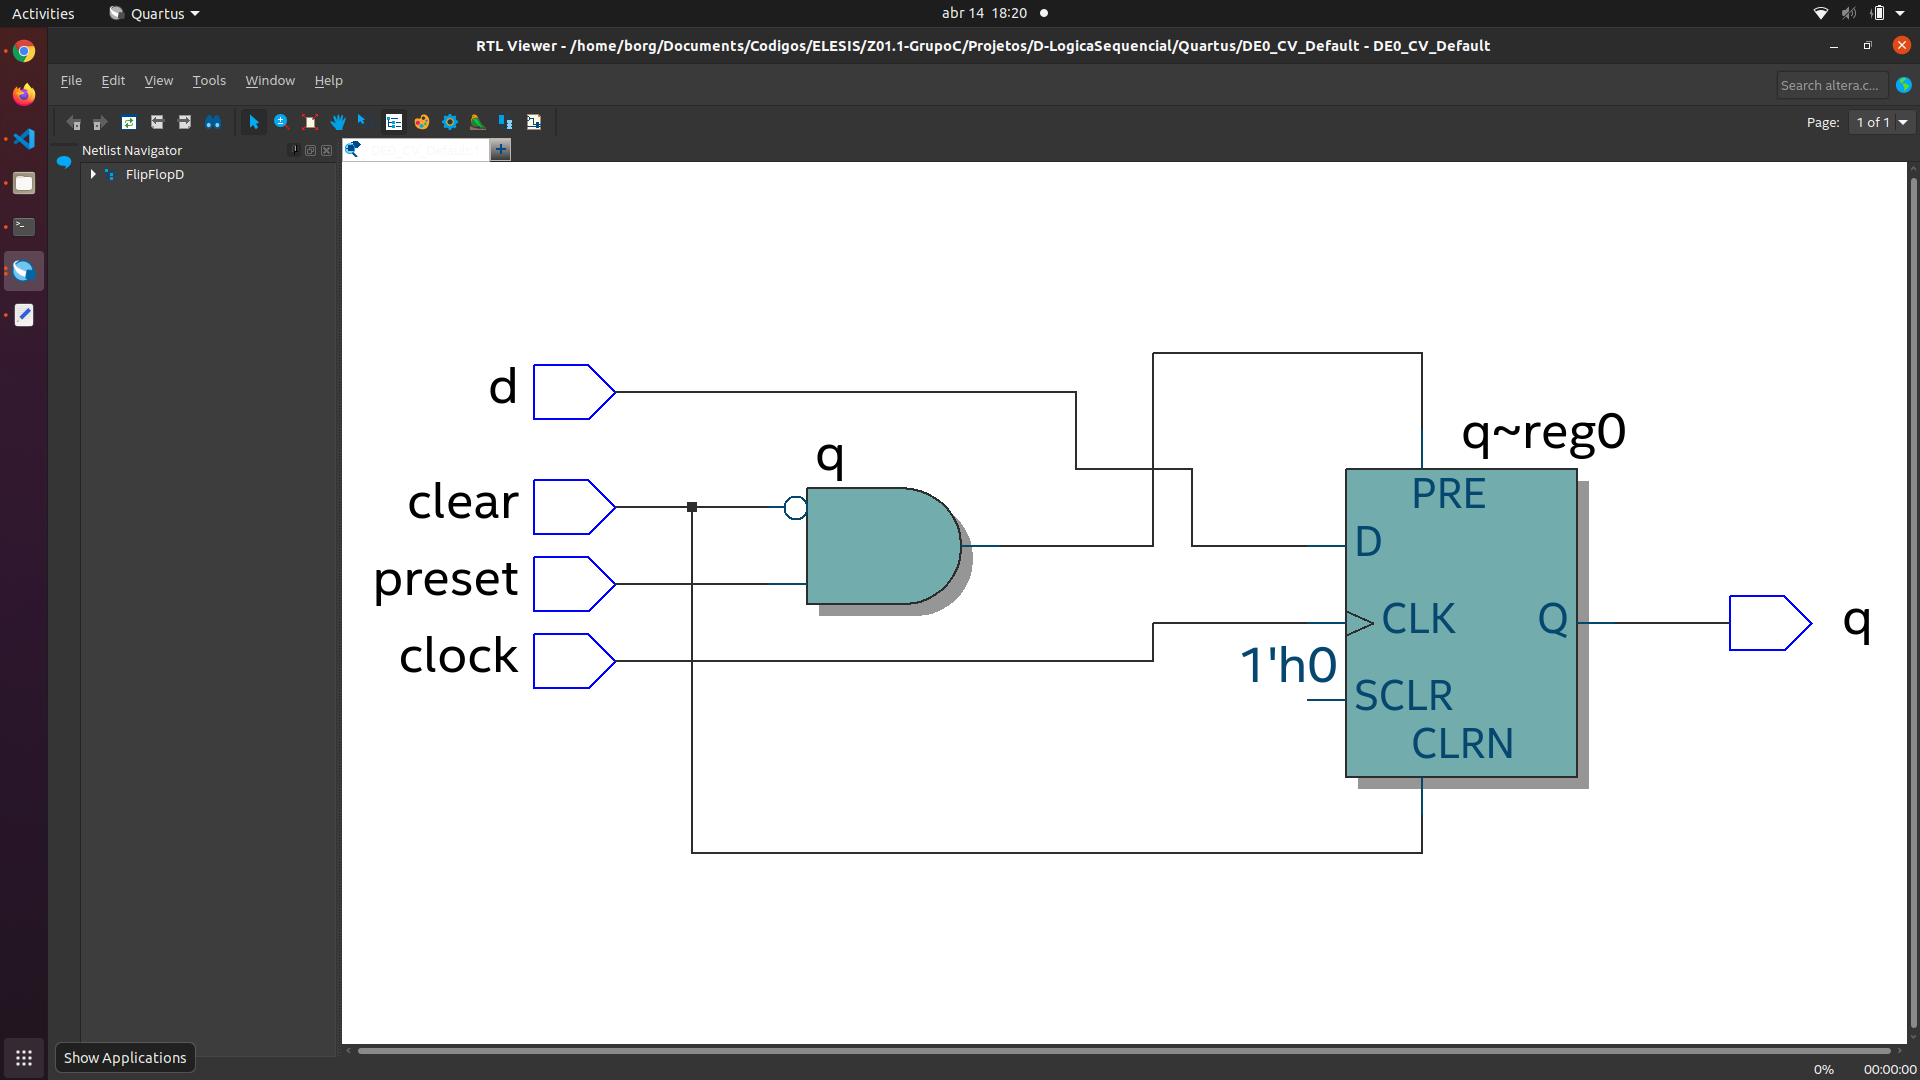 Activities
Quartus
abr 14 18:20
RTL Viewer - /home/borg/Documents/Codigos/ELESIS/Z01.1-GrupoC/Projetos/D-LogicaSequencial/Quartus/DE0_CV_Default - DE0_CV_Default
File Edit View Tools Window Help
Search altera.c...
Page: 1 of 1
Netlist Navigator
FlipFlopD
d
q
clear
preset
clock
q~reg0
PRE
D
CLK
Q
q
1'h0
SCLR
CLRN
Show Applications
0% 00:00:00